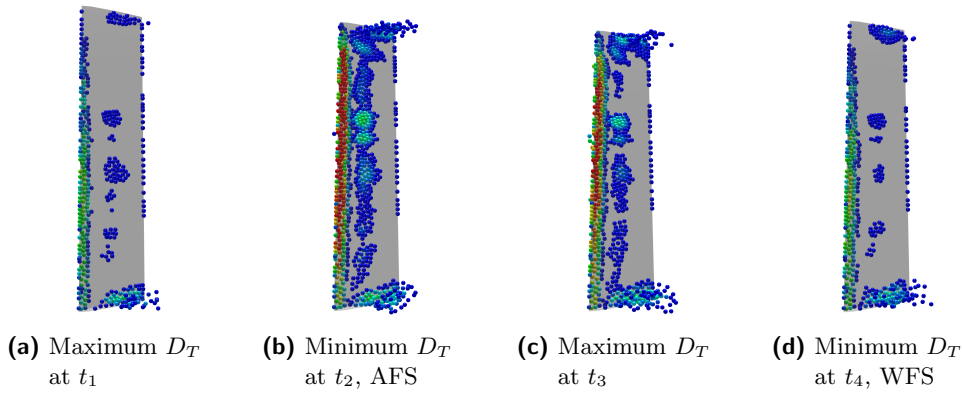 (a) Maximum D_T
at t_1
(b) Minimum D_T
at t_2, AFS
(c) Maximum D_T
at t_3
(d) Minimum D_T
at t_4, WFS